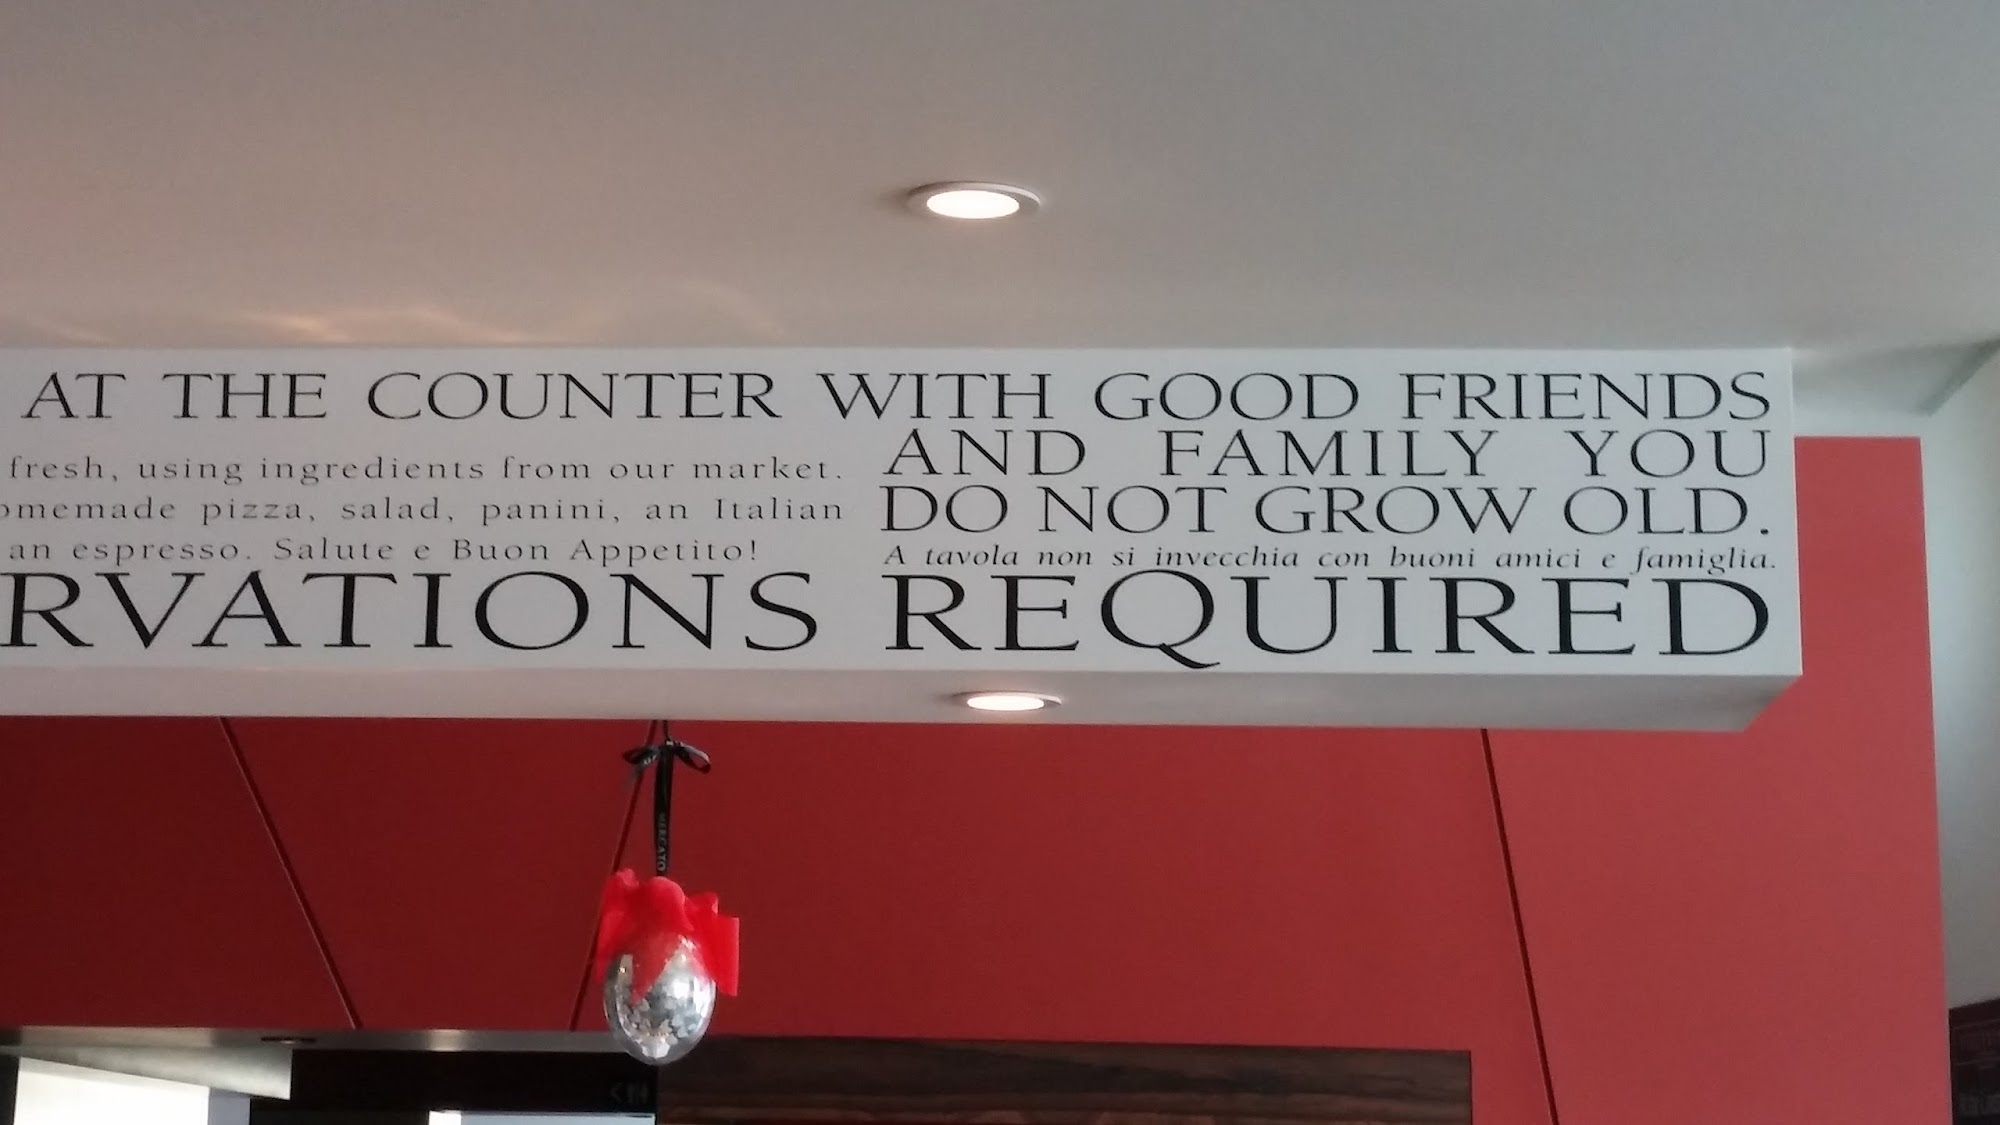 AT THE COUNTER WITH GOOD FRIENDS
AND FAMILY YOU
DO NOT GROW OLD.
A tavola non si invecchia con buoni amici e famiglia.
fresh, using ingredients from our market.
omemade pizza, salad, panini, an Italian
an espresso. Salute e Buon Appetito!
RVATIONS REQUIRED
MERCATO